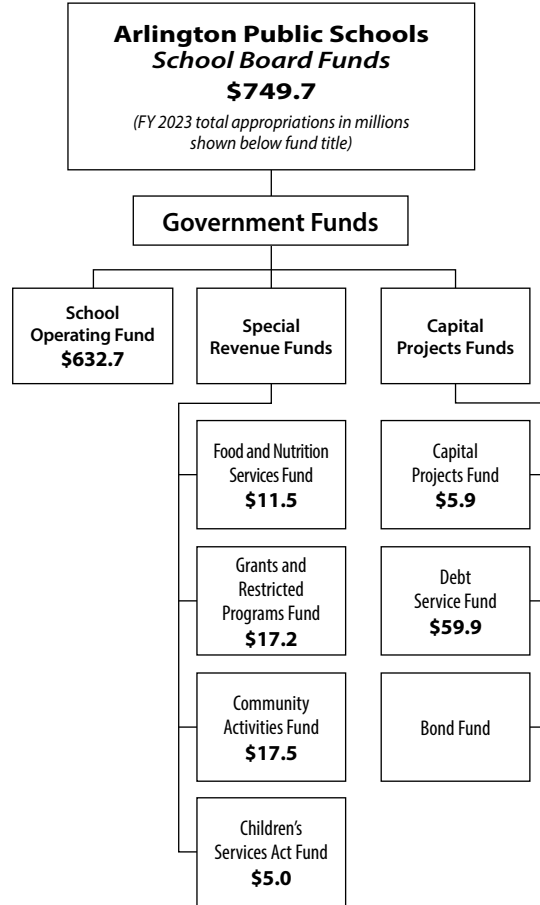 Arlington Public Schools
School Board Funds
$749.7
(FY 2023 total appropriations in millions
shown below fund title)
Government Funds
School
Operating Fund
$632.7
Special
Revenue Funds
Capital
Projects Funds
Food and Nutrition
Services Fund
$11.5
Grants and
Restricted
Programs Fund
$17.2
Community
Activities Fund
$17.5
Children’s
Services Act Fund
$5.0
Capital
Projects Fund
$5.9
Debt
Service Fund
$59.9
Bond Fund